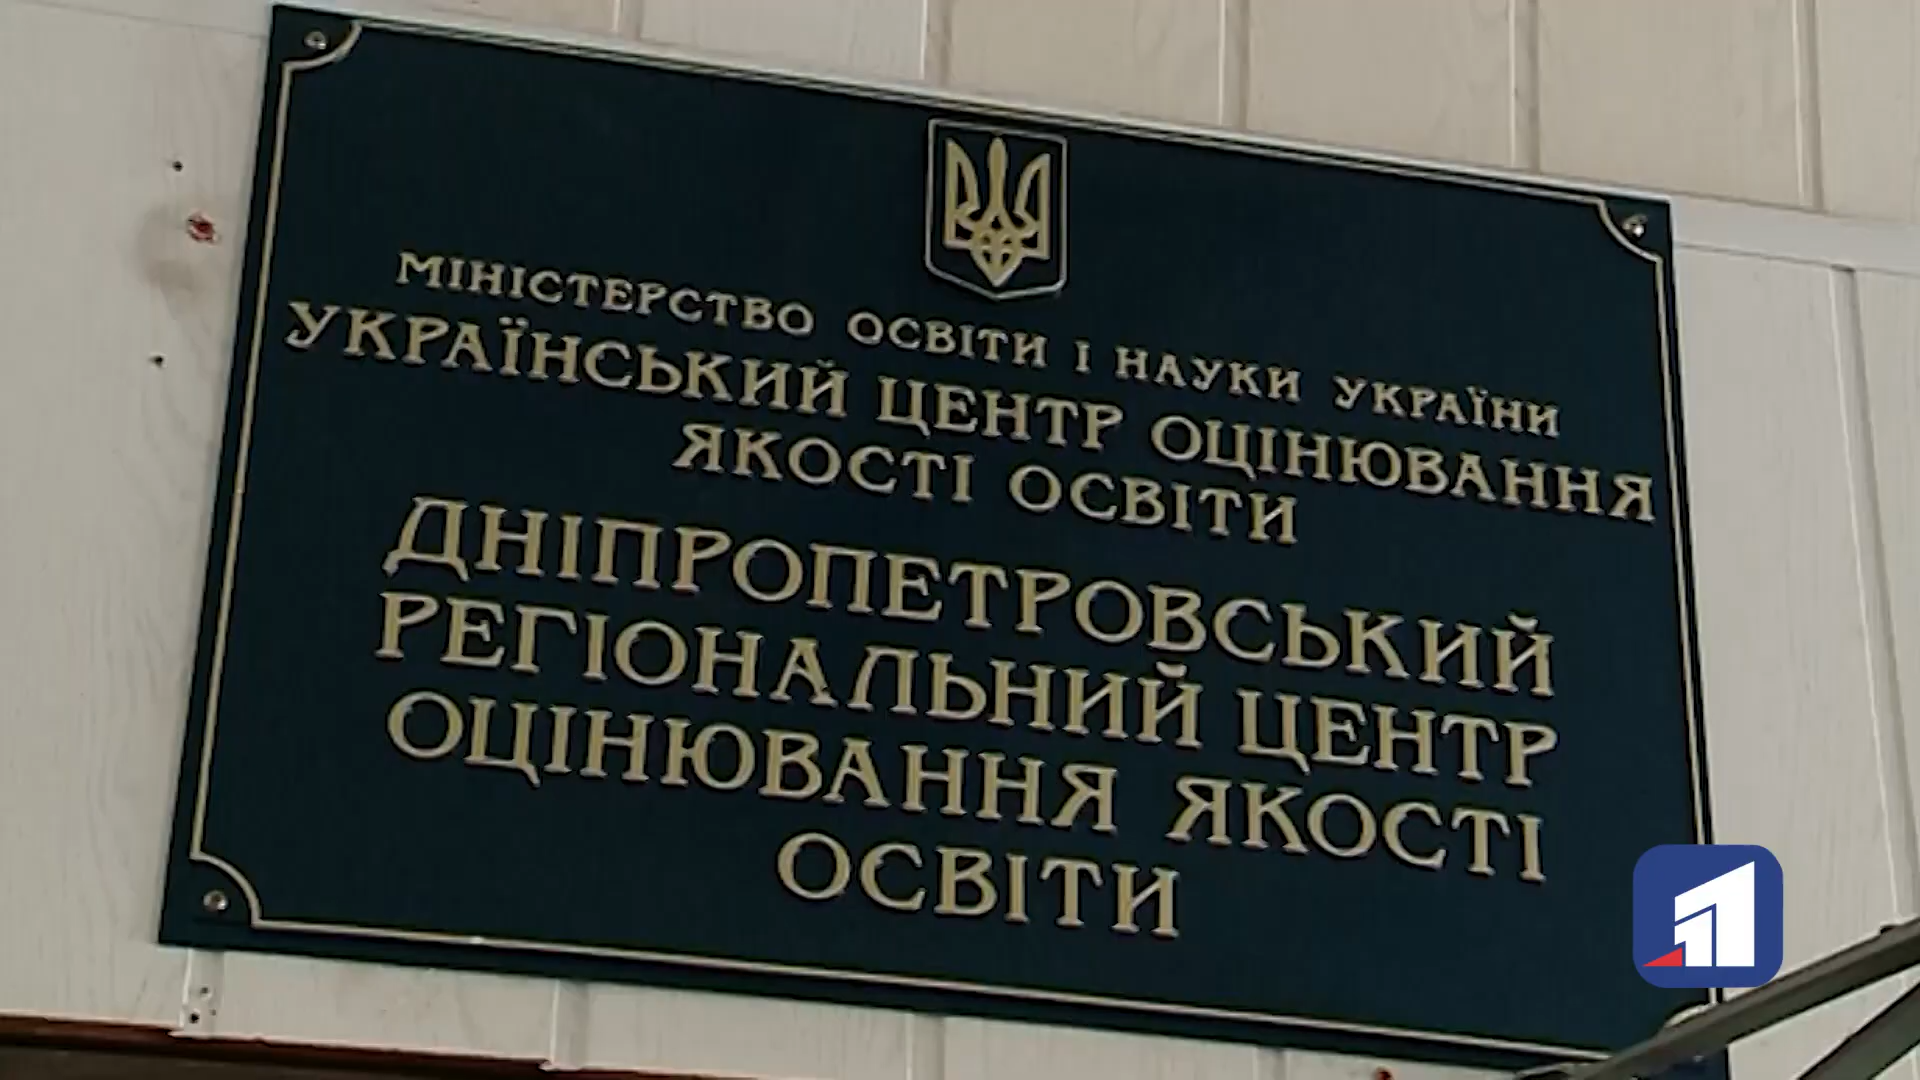 МІНІСТЕРСТВО ОСВІТИ І НАУКИ УКРАЇНИ
УКРАЇНСЬКИЙ ЦЕНТР ОЦІНЮВАННЯ
ЯКОСТІ ОСВІТИ
ДНІПРОПЕТРОВСЬКИЙ
РЕГІОНАЛЬНИЙ ЦЕНТР
ОЦІНЮВАННЯ ЯКОСТІ
ОСВІТИ